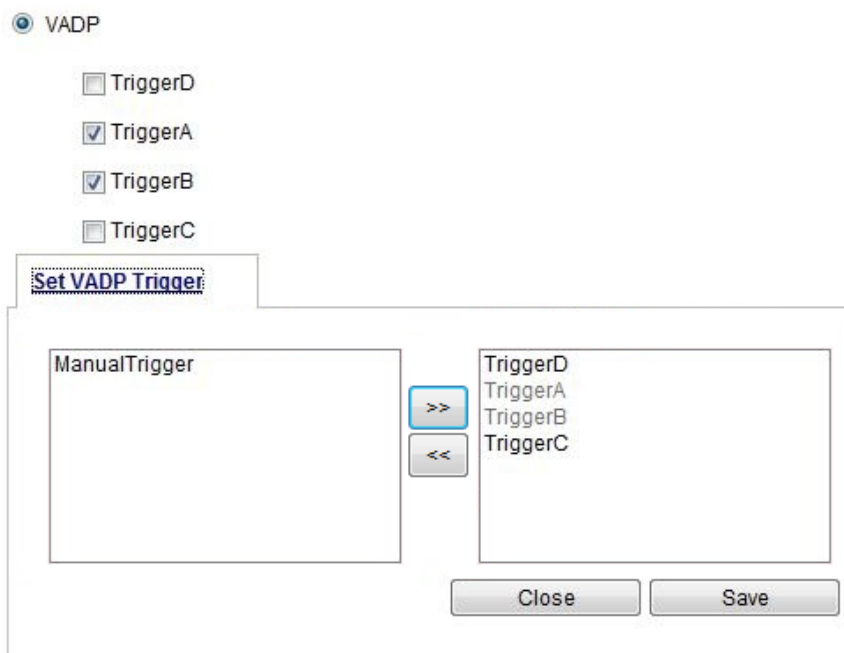 VADP
TriggerD
TriggerA
TriggerB
TriggerC
Set VADP Trigger
ManualTrigger
>>
<<
TriggerD
TriggerA
TriggerB
TriggerC
Close
Save